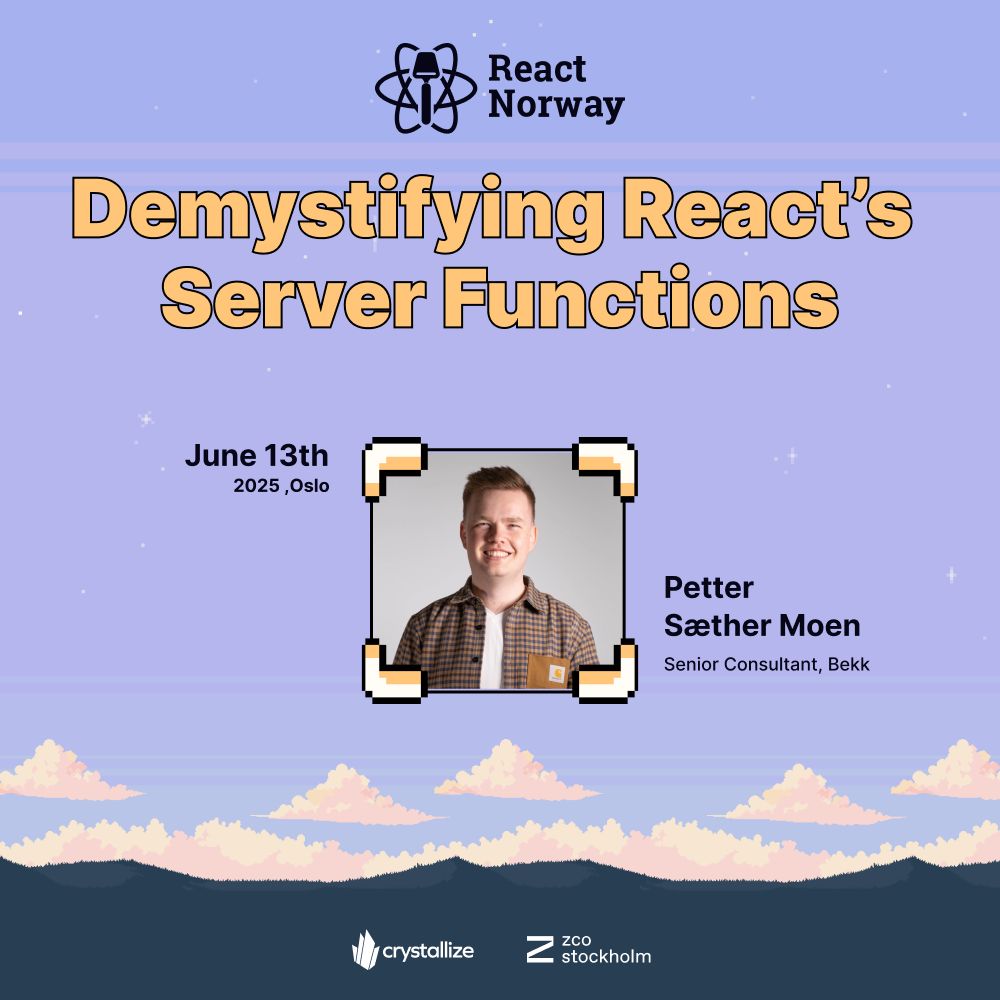 React
Norway
Demystifying React’s
Server Functions
June 13th
2025 ,Oslo
Petter
Sæther Moen
Senior Consultant, Bekk
crystallize
zco
stockholm